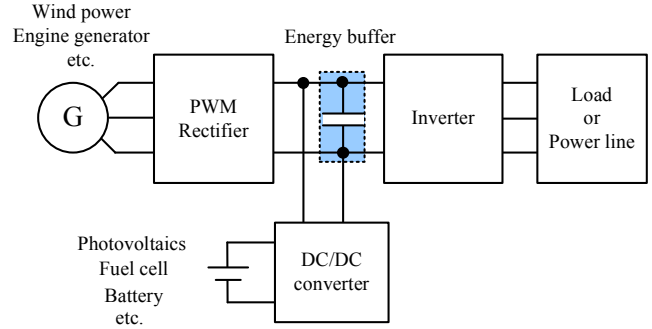 Wind power
Engine generator
etc.
Energy buffer
G
PWM
Rectifier
Inverter
Load
or
Power line
Photovoltaics
Fuel cell
Battery
etc.
DC/DC
converter